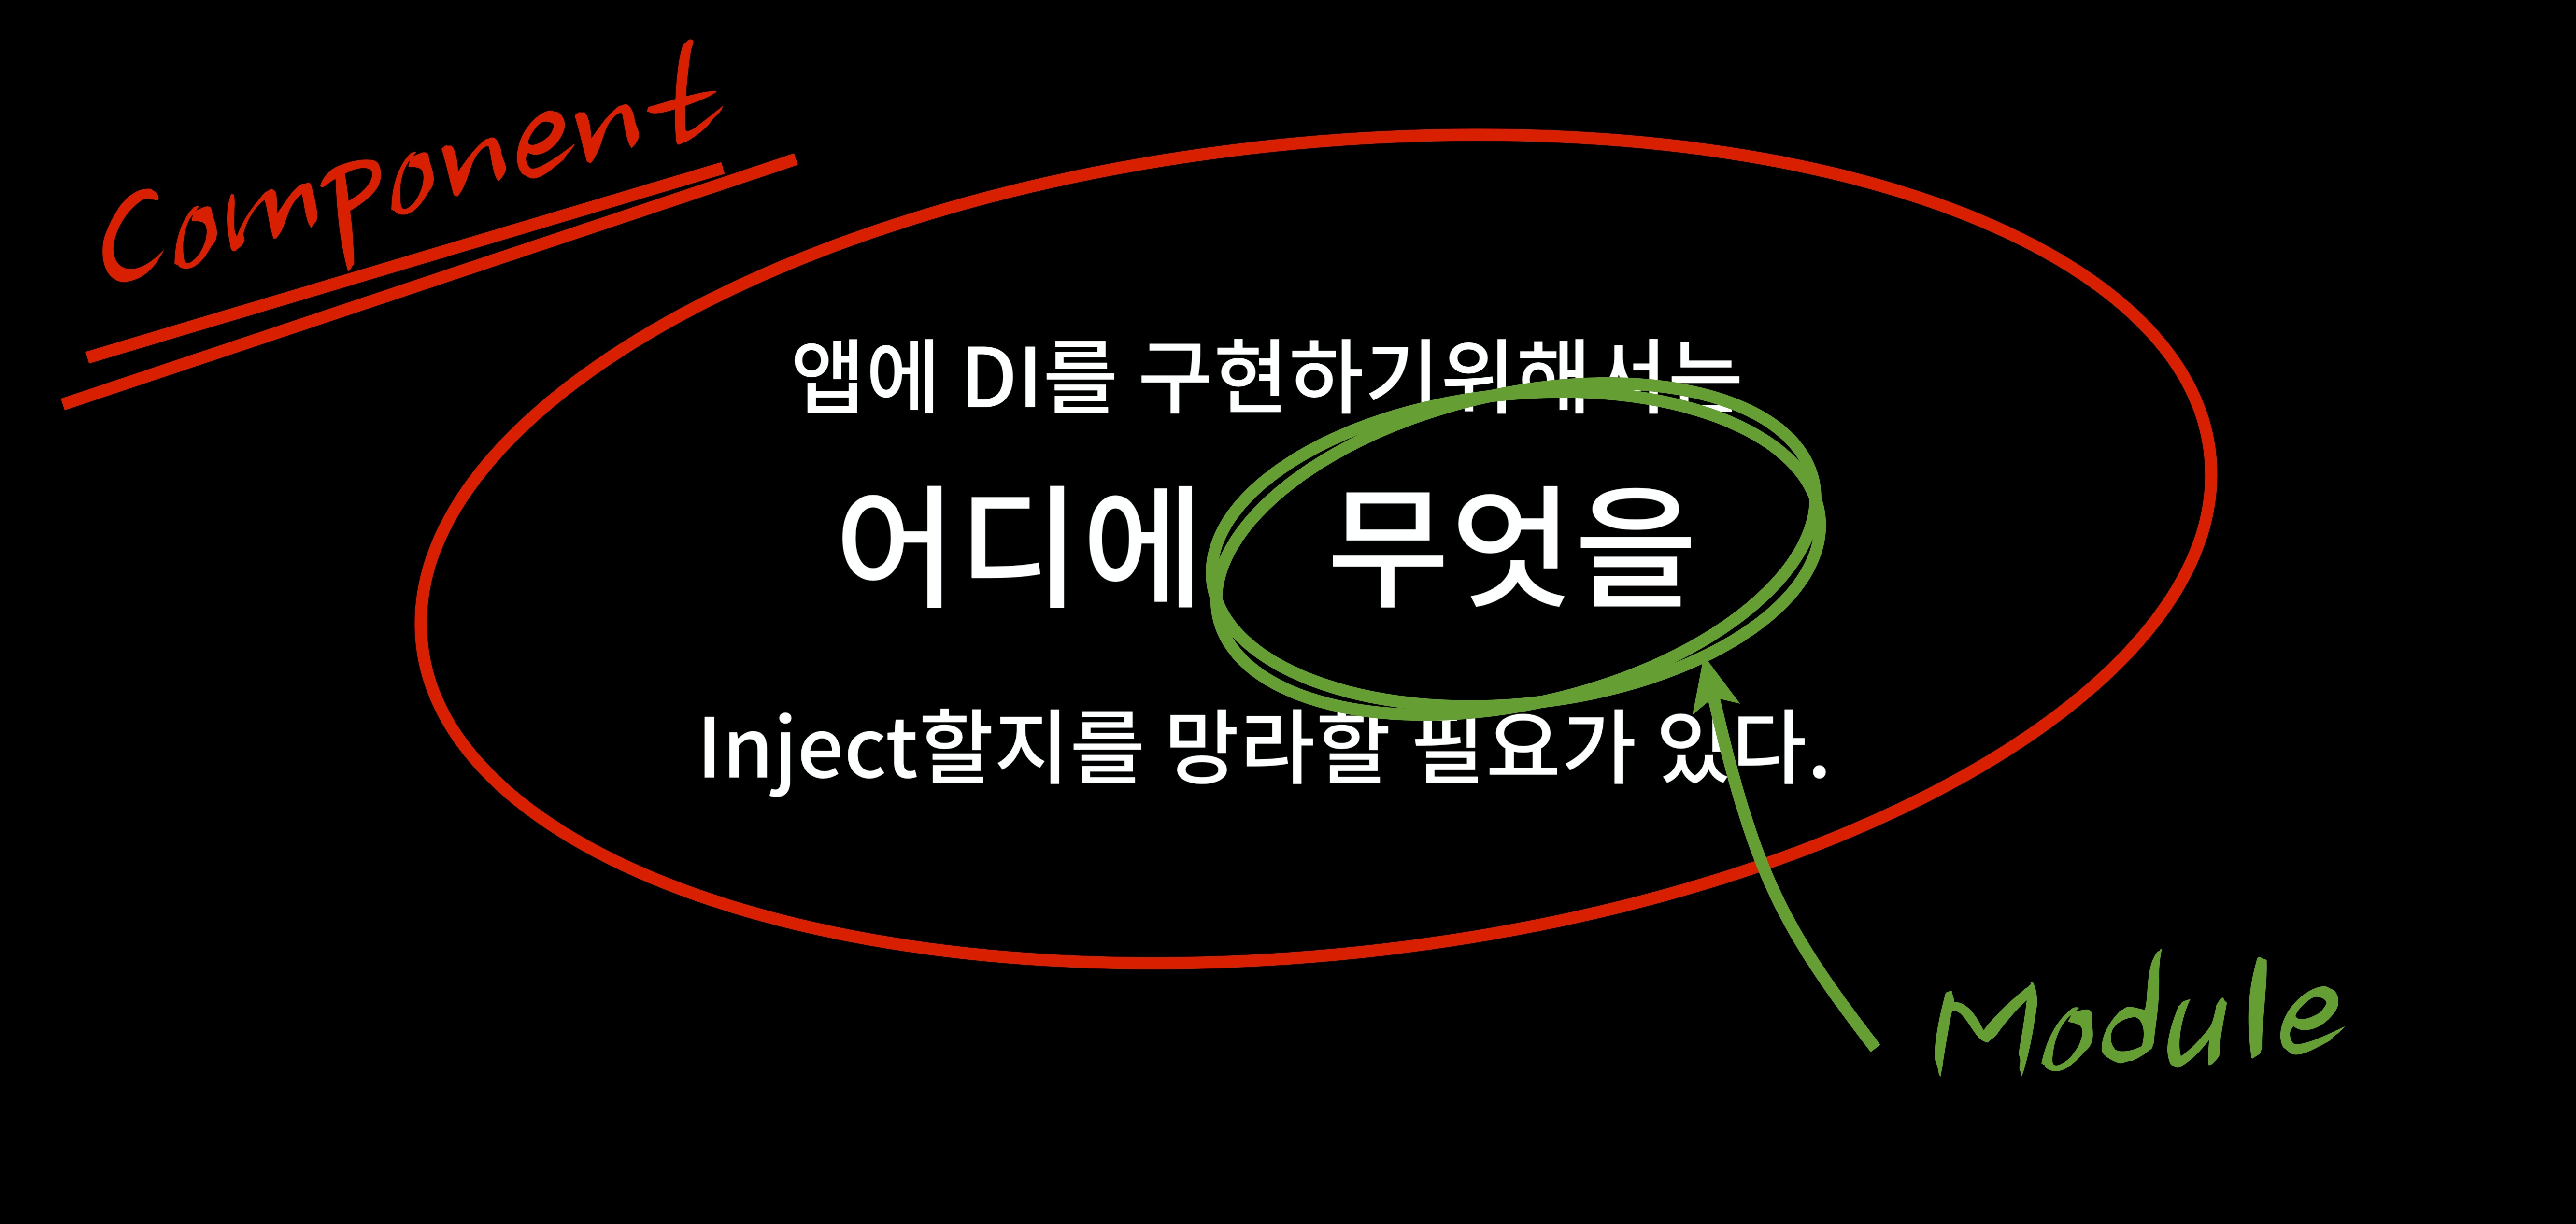 Component
앱에 DI를 구현하기위해서는
어디에 무엇을
Inject할지를 망라할 필요가 있다.
Module